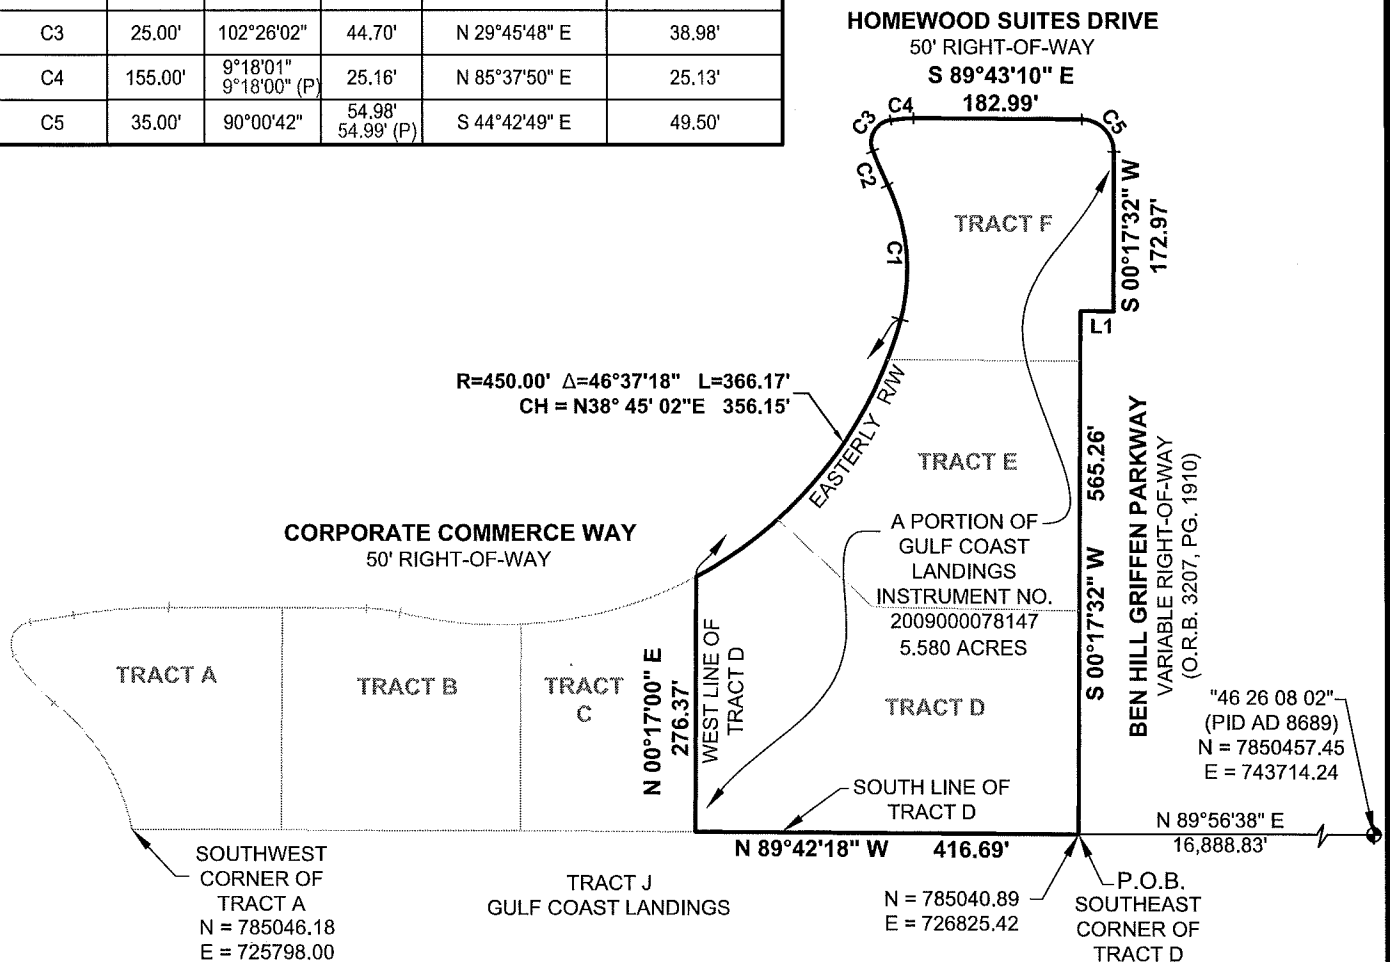 C3 25.00' 102°26'02" 44.70' N 29°45'48" E 38.98'
C4 155.00' 9°18'01" 9°18'00" (P) 25.16' N 85°37'50" E 25.13'
C5 35.00' 90°00'42" 54.98' 54.99' (P) S 44°42'49" E 49.50'
HOMEWOOD SUITES DRIVE
50' RIGHT-OF-WAY
S 89°43'10" E
182.99'
C3
C4
C5
C2
C1
TRACT F
S 00°17'32" W
172.97'
L1
R=450.00' Δ=46°37'18" L=366.17'
CH = N38° 45' 02"E 356.15'
EASTERLY R/W
TRACT E
565.26'
S 00°17'32" W
BEN HILL GRIFFEN PARKWAY
VARIABLE RIGHT-OF-WAY
(O.R.B. 3207, PG. 1910)
A PORTION OF
GULF COAST
LANDINGS
INSTRUMENT NO.
2009000078147
5.580 ACRES
CORPORATE COMMERCE WAY
50' RIGHT-OF-WAY
TRACT A
TRACT B
TRACT
C
N 00°17'00" E
276.37'
WEST LINE OF
TRACT D
TRACT D
SOUTH LINE OF
TRACT D
"46 26 08 02"
(PID AD 8689)
N = 7850457.45
E = 743714.24
N 89°56'38" E
16,888.83'
N 89°42'18" W 416.69'
SOUTHWEST
CORNER OF
TRACT A
N = 785046.18
E = 725798.00
TRACT J
GULF COAST LANDINGS
N = 785040.89
E = 726825.42
P.O.B.
SOUTHEAST
CORNER OF
TRACT D